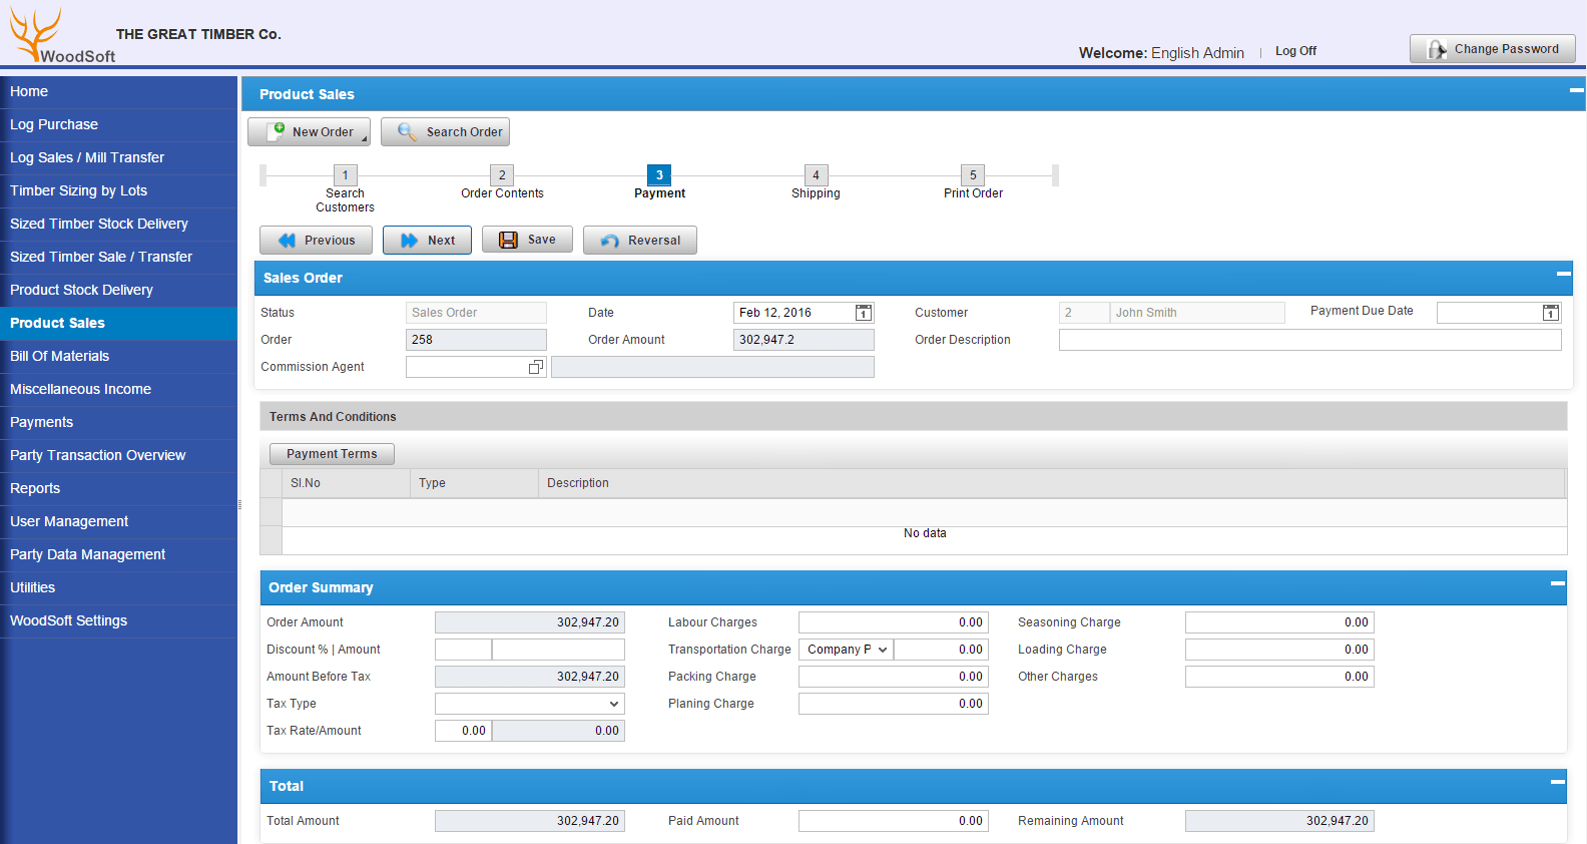 WoodSoft
THE GREAT TIMBER Co.
Welcome: English Admin | Log Off
Change Password
Home
Log Purchase
Log Sales / Mill Transfer
Timber Sizing by Lots
Sized Timber Stock Delivery
Sized Timber Sale / Transfer
Product Stock Delivery
Product Sales
Bill Of Materials
Miscellaneous Income
Payments
Party Transaction Overview
Reports
User Management
Party Data Management
Utilities
WoodSoft Settings
Product Sales
New Order Search Order
1 2 3 4 5
Search Customers Order Contents Payment Shipping Print Order
Previous Next Save Reversal
Sales Order
Status Sales Order Date Feb 12, 2016 1 Customer 2 John Smith Payment Due Date 1
Order 258 Order Amount 302,947.2 Order Description
Commission Agent
Terms And Conditions
Payment Terms
Sl.No Type Description
No data
Order Summary
Order Amount 302,947.20 Labour Charges 0.00 Seasoning Charge 0.00
Discount % | Amount Transportation Charge Company P 0.00 Loading Charge 0.00
Amount Before Tax 302,947.20 Packing Charge 0.00 Other Charges 0.00
Tax Type Planing Charge 0.00
Tax Rate/Amount 0.00 0.00
Total
Total Amount 302,947.20 Paid Amount 0.00 Remaining Amount 302,947.20